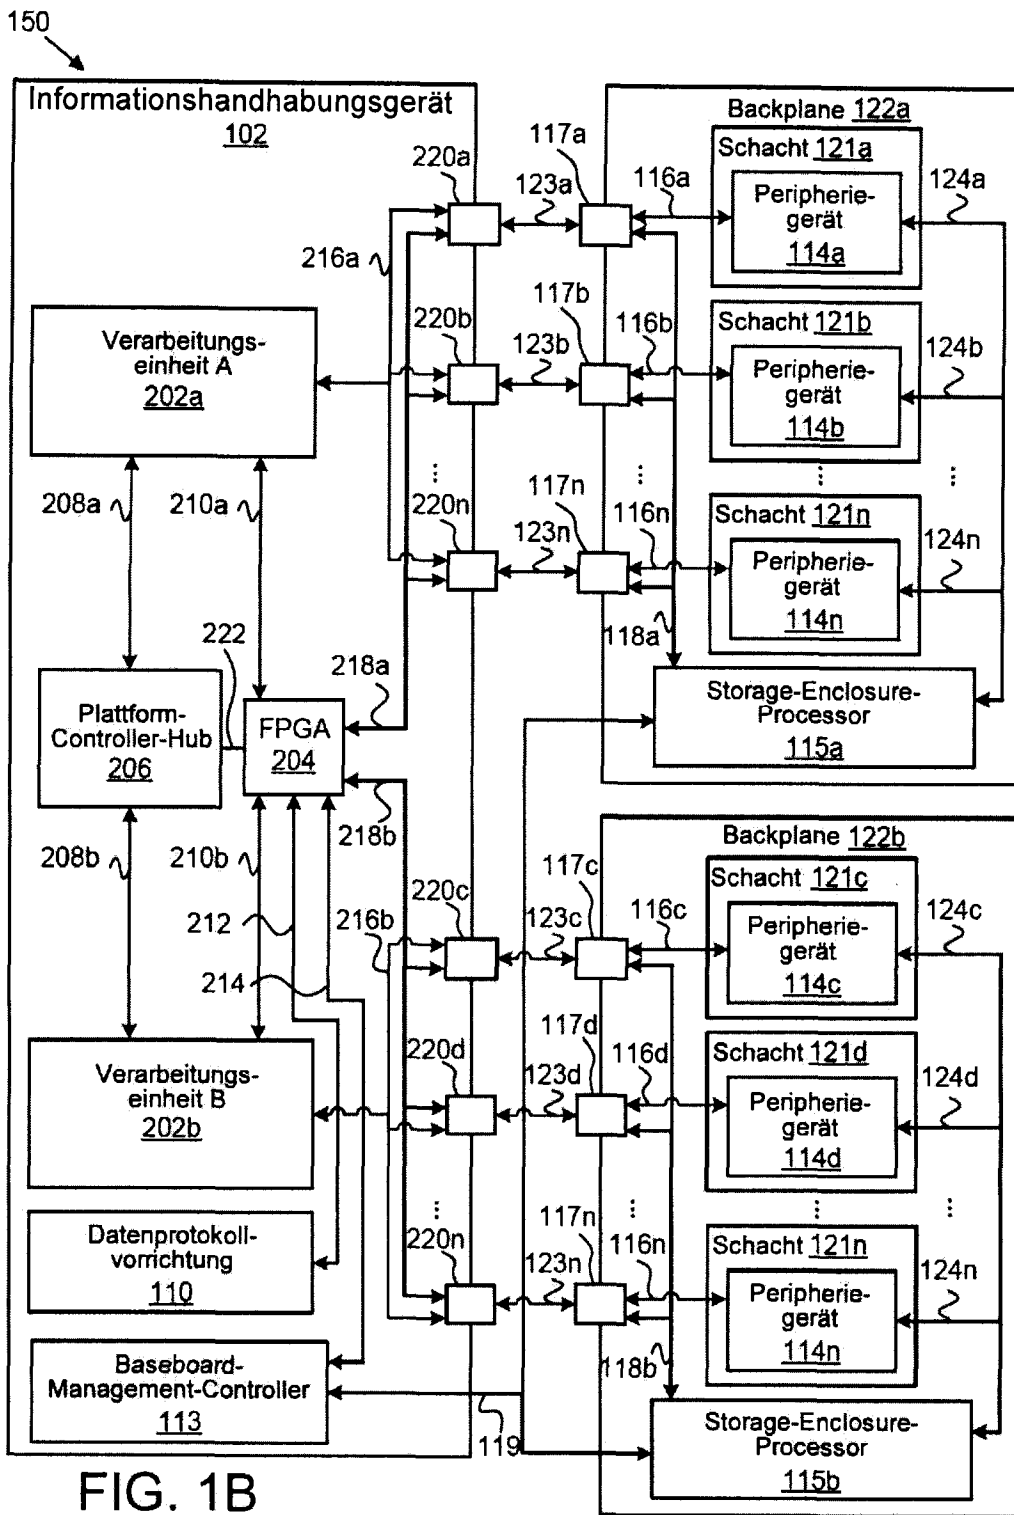 150
Informationshandhabungsgerät
102
220a
117a
Backplane 122a
Schacht 121a
123a
116a
124a
Peripherie-
gerät
114a
216a
Verarbeitungs-
einheit A
202a
220b
117b
123b
116b
Schacht 121b
124b
Peripherie-
gerät
114b
...
...
...
...
208a
210a
220n
117n
123n
116n
Schacht 121n
124n
Peripherie-
gerät
114n
118a
222
218a
Plattform-
Controller-Hub
206
FPGA
204
Storage-Enclosure-
Processor
115a
218b
208b
210b
212
214
216b
Backplane 122b
220c
117c
123c
116c
Schacht 121c
124c
Peripherie-
gerät
114c
Verarbeitungs-
einheit B
202b
220d
117d
123d
116d
Schacht 121d
124d
Peripherie-
gerät
114d
...
...
...
...
Datenprotokoll-
vorrichtung
110
220n
117n
123n
116n
Schacht 121n
124n
Peripherie-
gerät
114n
118b
Baseboard-
Management-Controller
113
119
Storage-Enclosure-
Processor
115b
FIG. 1B